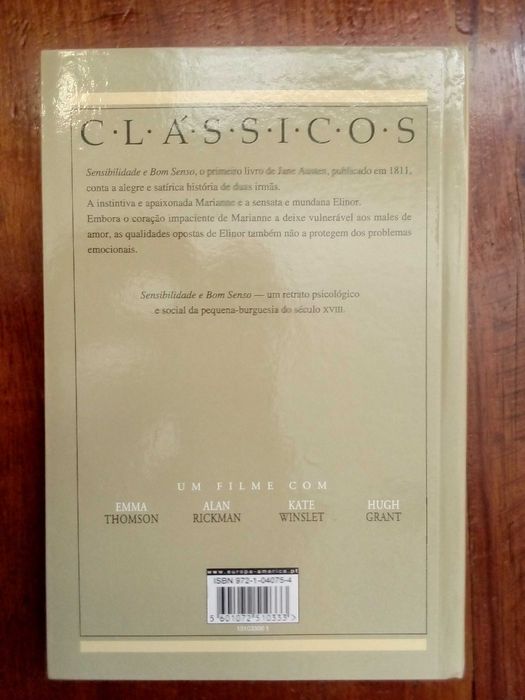 C·L·Á·S·S·I·C·O·S
Sensibilidade e Bom Senso, o primeiro livro de Jane Austen, publicado em 1811,
conta a alegre e satírica história de duas irmãs.
A instintiva e apaixonada Marianne e a sensata e mundana Elinor.
Embora o coração impaciente de Marianne a deixe vulnerável aos males de
amor, as qualidades opostas de Elinor também não a protegem dos problemas
emocionais.
Sensibilidade e Bom Senso — um retrato psicológico
e social da pequena-burguesia do século XVIII.
UM FILME COM
EMMA ALAN KATE HUGH
THOMSON RICKMAN WINSLET GRANT
www.europa-america.pt
ISBN 972-1-04075-4
5 601072 510333 >